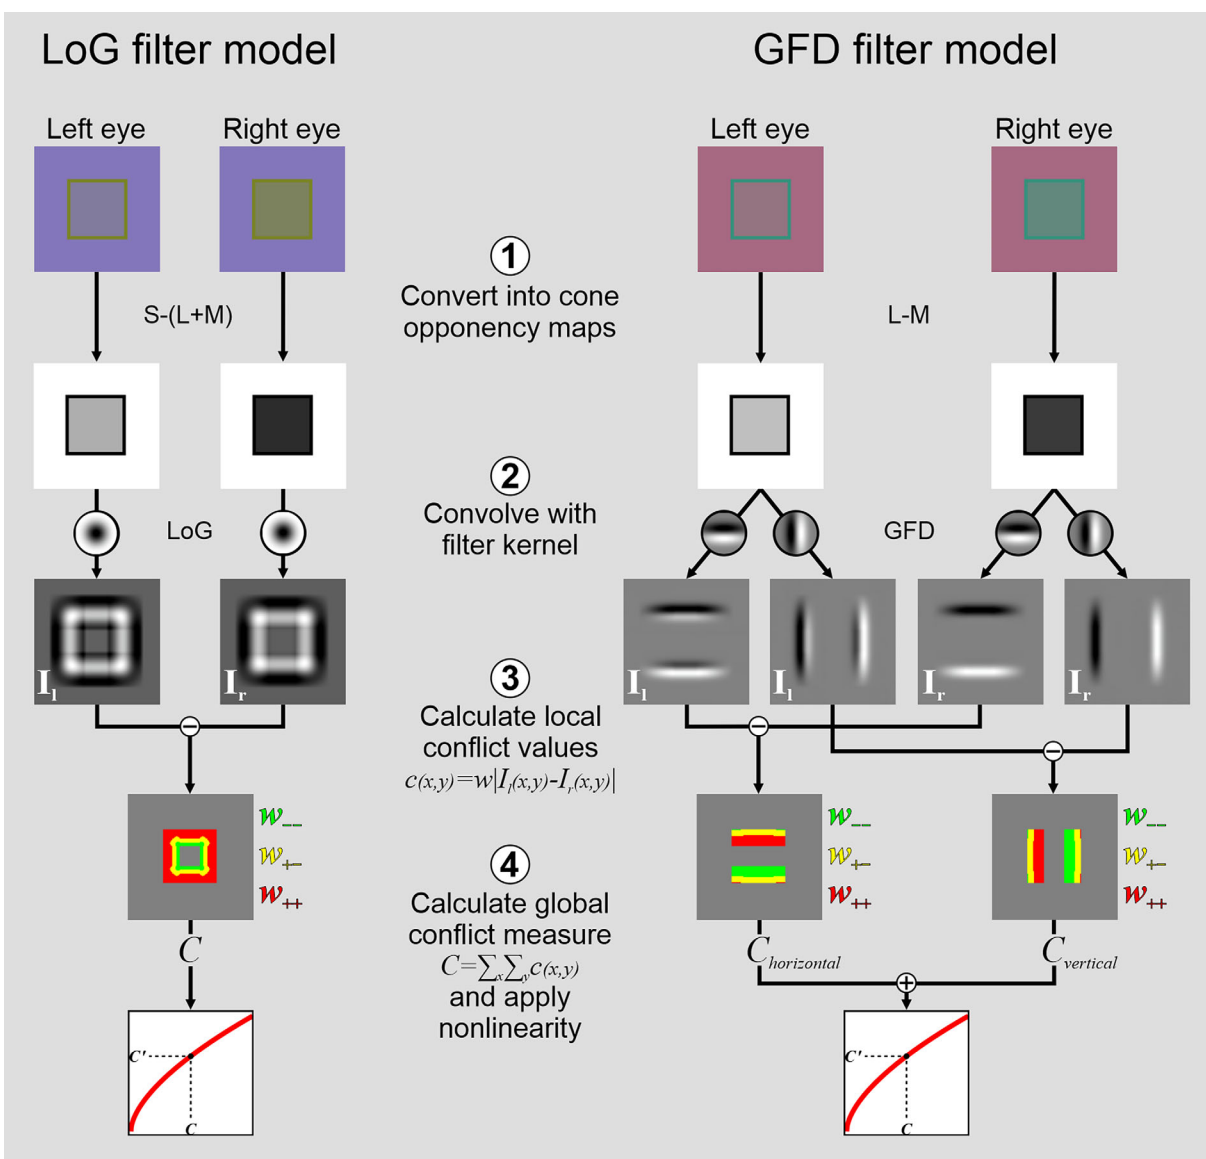 LoG filter model
GFD filter model
Left eye
Right eye
Left eye
Right eye
1
Convert into cone
opponency maps
S-(L+M)
L-M
2
Convolve with
filter kernel
LoG
GFD
I_l
I_r
I_l
I_l
I_r
I_r
3
Calculate local
conflict values
c(x,y)=w|I_l(x,y)-I_r(x,y)|
−
−
−
w_−−
w_+−
w_++
w_−−
w_+−
w_++
w_−−
w_+−
w_++
4
Calculate global
conflict measure
C=∑_x∑_y c(x,y)
and apply
nonlinearity
C
C_horizontal
C_vertical
+
C'
C
C'
C